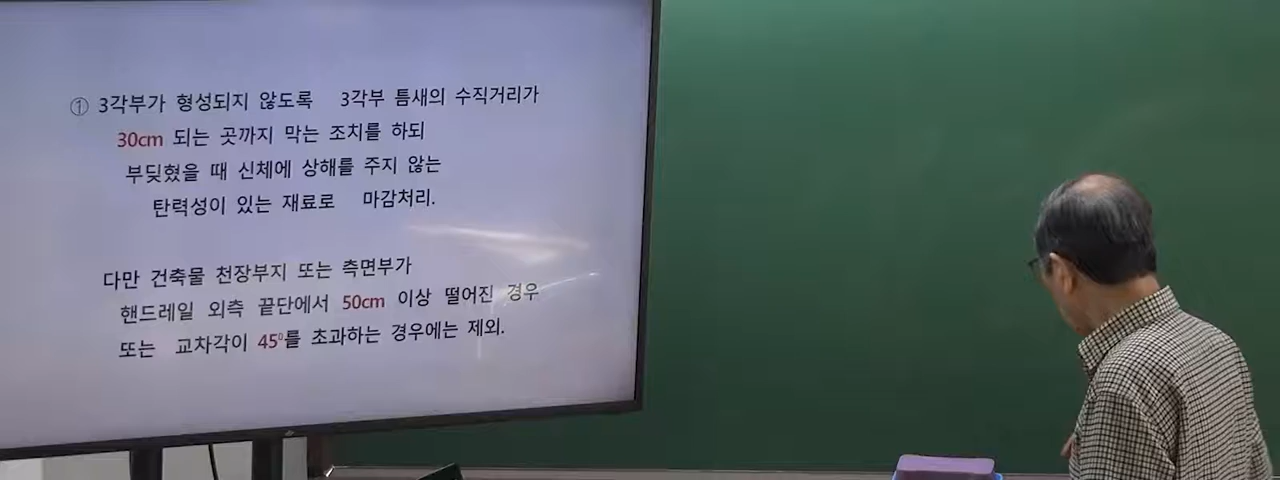 ① 3각부가 형성되지 않도록 3각부 틈새의 수직거리가
30cm 되는 곳까지 막는 조치를 하되
부딪혔을 때 신체에 상해를 주지 않는
탄력성이 있는 재료로 마감처리.
다만 건축물 천장부지 또는 측면부가
핸드레일 외측 끝단에서 50cm 이상 떨어진 경우
또는 교차각이 45⁰를 초과하는 경우에는 제외.